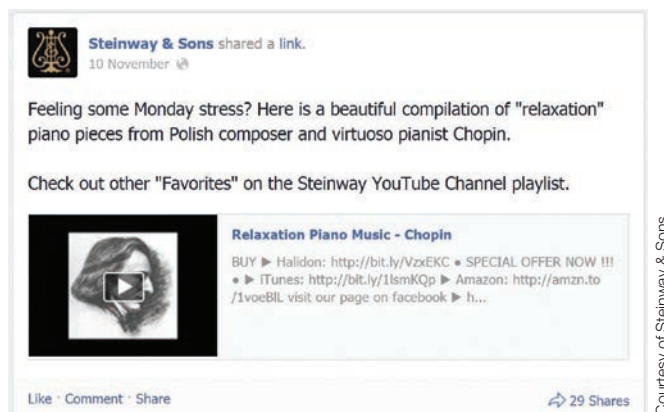 Steinway & Sons shared a link.
10 November
Feeling some Monday stress? Here is a beautiful compilation of "relaxation"
piano pieces from Polish composer and virtuoso pianist Chopin.
Check out other "Favorites" on the Steinway YouTube Channel playlist.
Relaxation Piano Music - Chopin
BUY ► Halidon: http://bit.ly/VzxEKC ● SPECIAL OFFER NOW !!!
● ► iTunes: http://bit.ly/1lsmKQp ► Amazon: http://amzn.to
/1voeBlL visit our page on facebook ► h...
Like · Comment · Share
29 Shares
Courtesy of Steinway & Sons